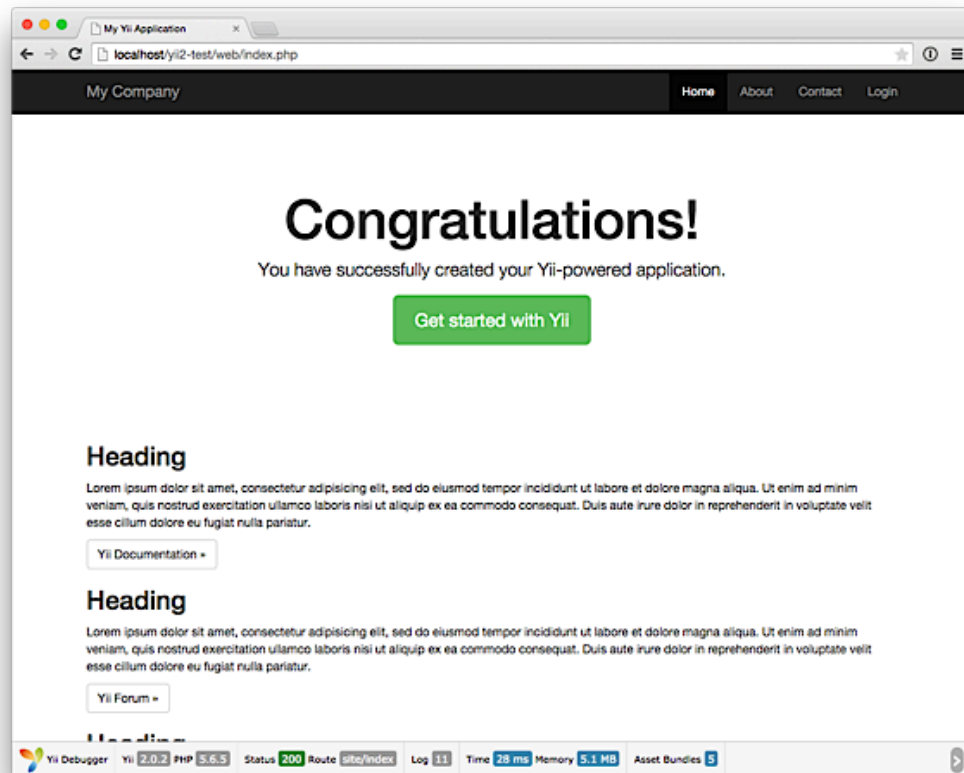 My Yii Application
localhost/yii2-test/web/index.php
My Company Home About Contact Login
Congratulations!
You have successfully created your Yii-powered application.
Get started with Yii
Heading
Lorem ipsum dolor sit amet, consectetur adipisicing elit, sed do eiusmod tempor incididunt ut labore et dolore magna aliqua. Ut enim ad minim
veniam, quis nostrud exercitation ullamco laboris nisi ut aliquip ex ea commodo consequat. Duis aute irure dolor in reprehenderit in voluptate velit
esse cillum dolore eu fugiat nulla pariatur.
Yii Documentation »
Heading
Lorem ipsum dolor sit amet, consectetur adipisicing elit, sed do eiusmod tempor incididunt ut labore et dolore magna aliqua. Ut enim ad minim
veniam, quis nostrud exercitation ullamco laboris nisi ut aliquip ex ea commodo consequat. Duis aute irure dolor in reprehenderit in voluptate velit
esse cillum dolore eu fugiat nulla pariatur.
Yii Forum »
Heading
Yii Debugger Yii 2.0.2 PHP 5.6.5 Status 200 Route site/index Log 11 Time 28 ms Memory 5.1 MB Asset Bundles 5